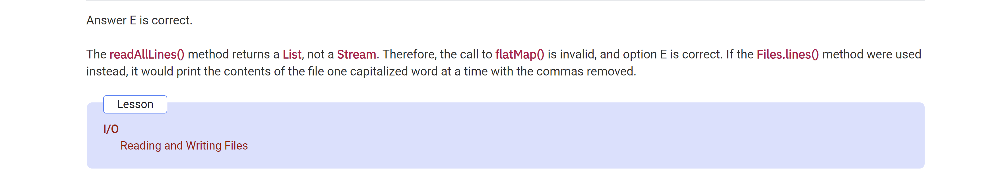 Answer E is correct.
The readAllLines() method returns a List, not a Stream. Therefore, the call to flatMap() is invalid, and option E is correct. If the Files.lines() method were used
instead, it would print the contents of the file one capitalized word at a time with the commas removed.
Lesson
I/O
Reading and Writing Files